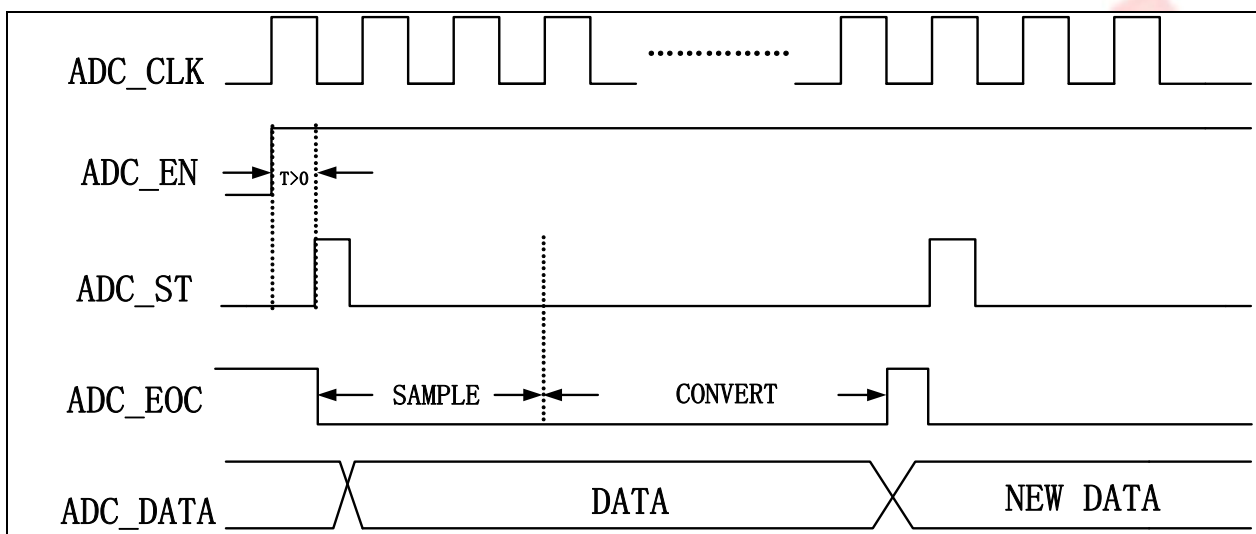 ADC_CLK
ADC_EN
T>0
ADC_ST
ADC_EOC
SAMPLE
CONVERT
ADC_DATA
DATA
NEW DATA